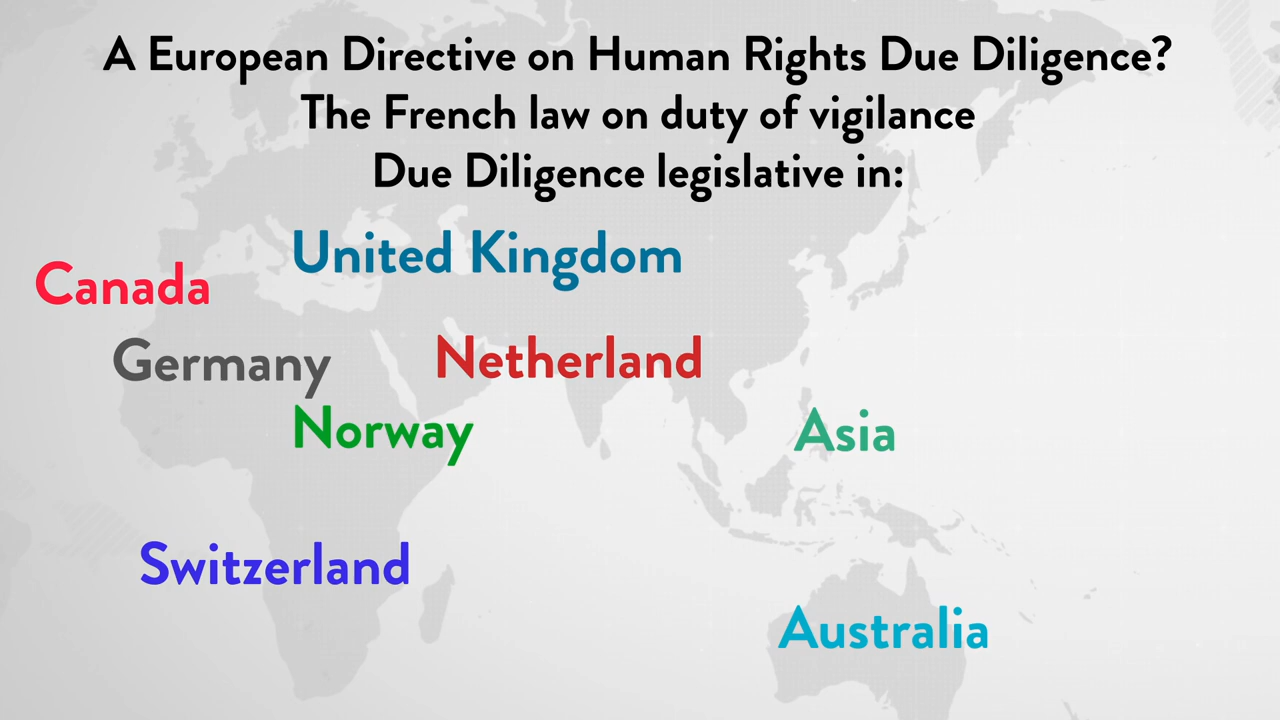 A European Directive on Human Rights Due Diligence?
The French law on duty of vigilance
Due Diligence legislative in:
United Kingdom
Canada
Germany
Netherland
Norway
Asia
Switzerland
Australia